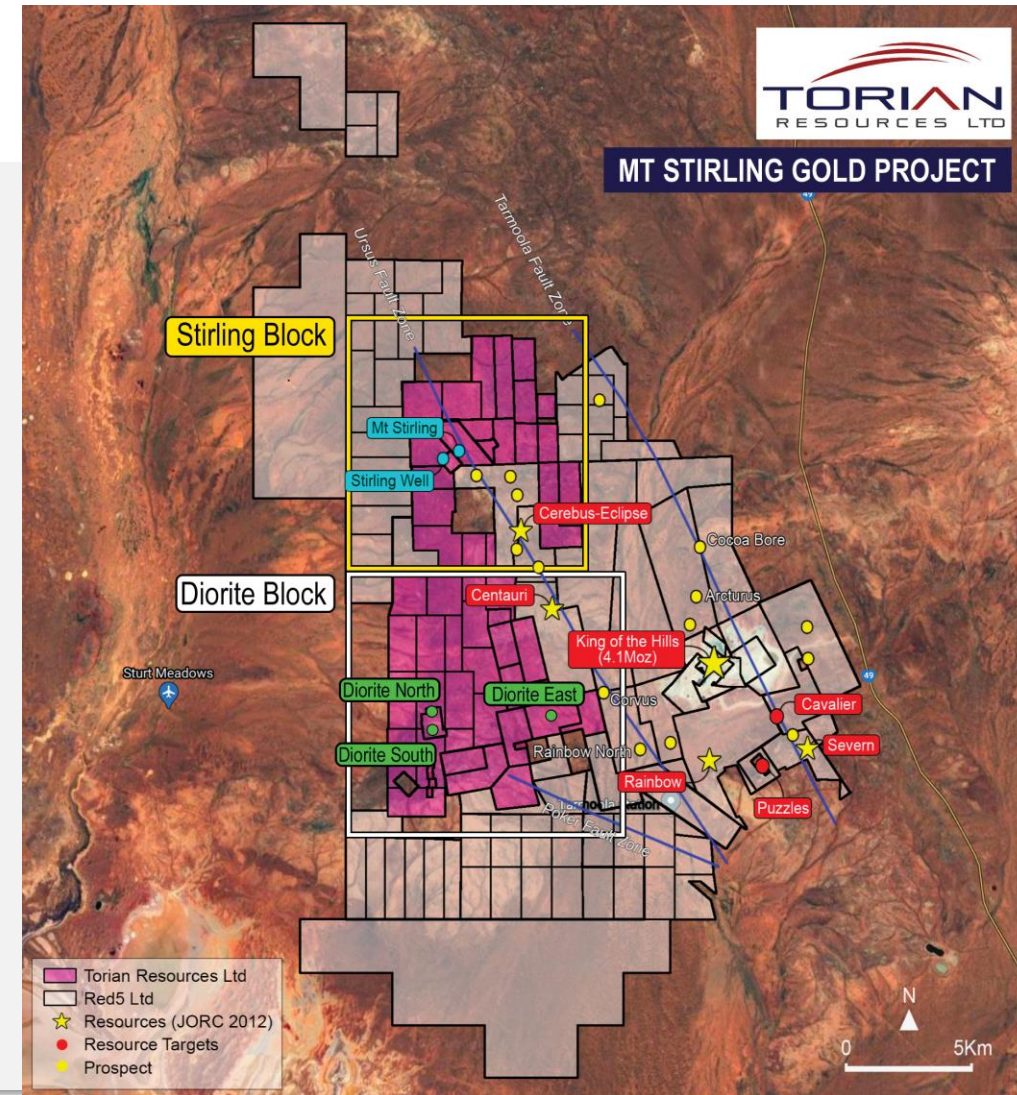 TORIAN
RESOURCES LTD
MT STIRLING GOLD PROJECT
49
Ursus Fault Zone
Tarmoola Fault Zone
Stirling Block
Mt Stirling
Stirling Well
Cerebus-Eclipse
Cocoa Bore
Diorite Block
Centauri
Arcturus
King of the Hills
(4.1Moz)
Sturt Meadows
49
Diorite North
Diorite East
Corvus
Cavalier
Diorite South
Rainbow North
Severn
Rainbow
Tarmoola Station
Puzzles
Poker Fault Zone
Torian Resources Ltd
Red5 Ltd
Resources (JORC 2012)
Resource Targets
Prospect
N
0
5Km